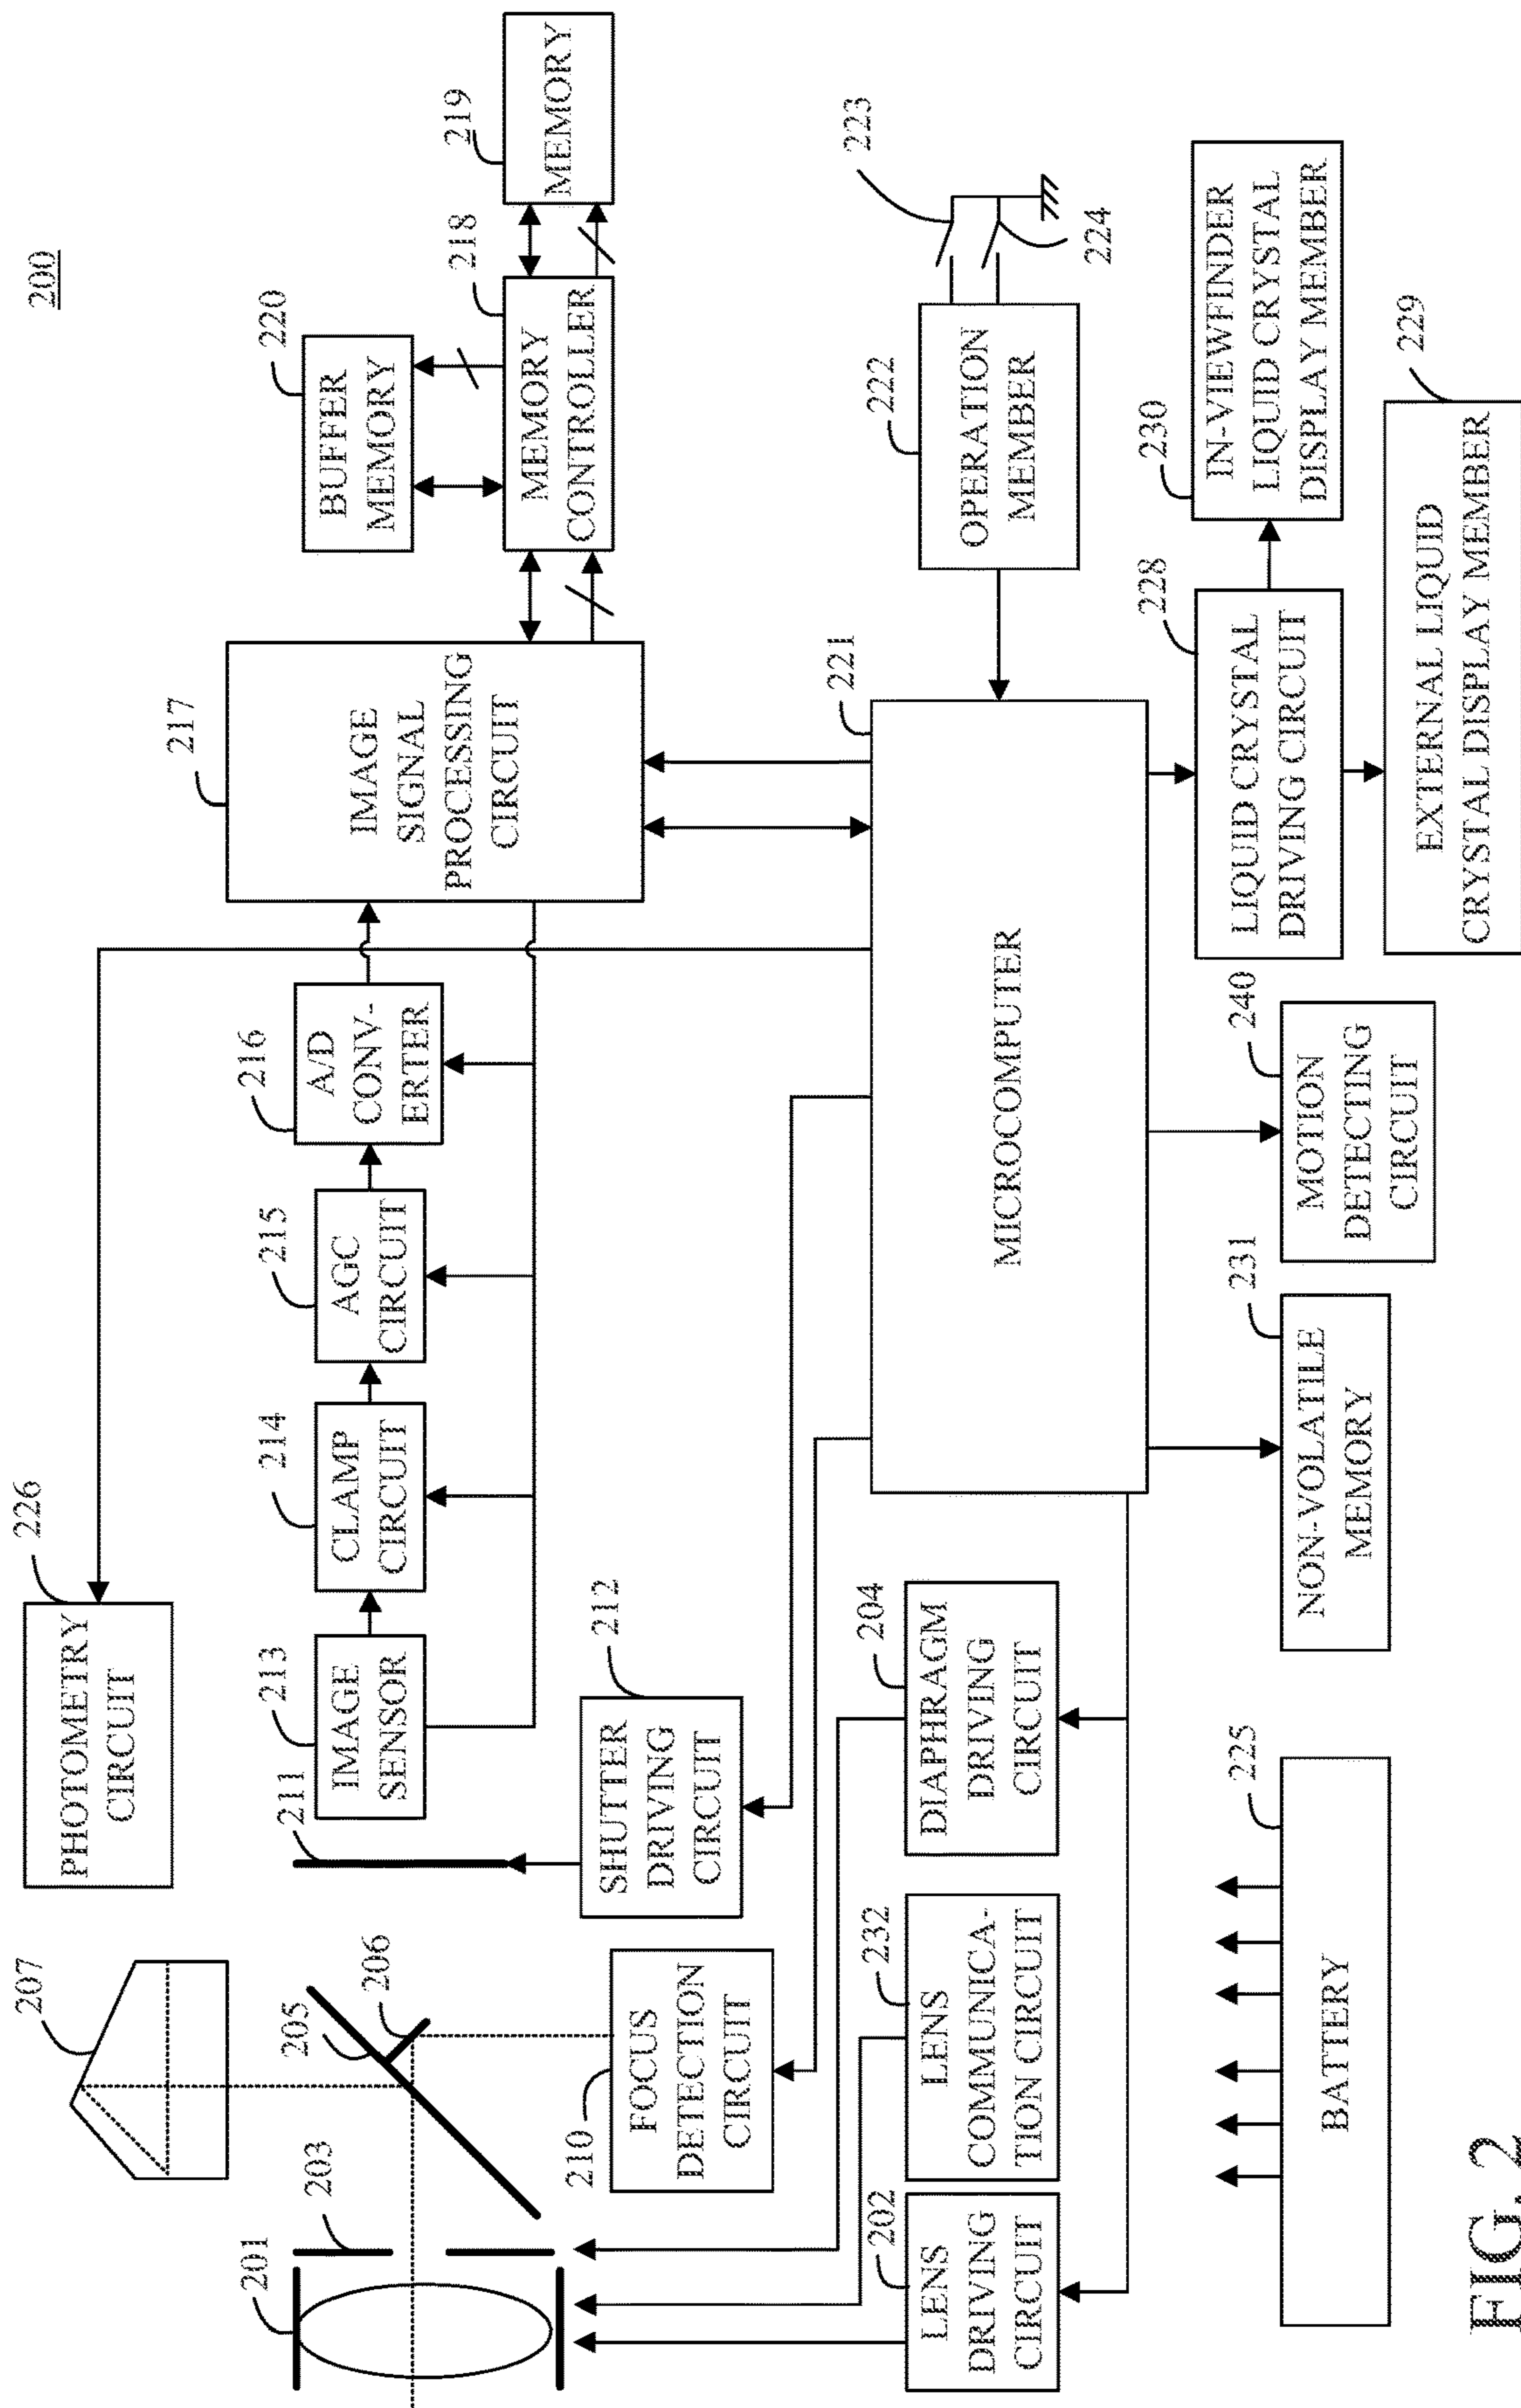 200
207
PHOTOMETRY
CIRCUIT
226
217
IMAGE
SIGNAL
PROCESSING
CIRCUIT
220
BUFFER
MEMORY
201
203
205
206
211
213
IMAGE
SENSOR
214
CLAMP
CIRCUIT
215
AGC
CIRCUIT
216
A/D
CONV-
ERTER
218
MEMORY
CONTROLLER
219
MEMORY
210
FOCUS
DETECTION
CIRCUIT
212
SHUTTER
DRIVING
CIRCUIT
221
MICROCOMPUTER
222
OPERATION
MEMBER
223
224
202
LENS
DRIVING
CIRCUIT
232
LENS
COMMUNICA-
TION CIRCUIT
204
DIAPHRAGM
DRIVING
CIRCUIT
225
BATTERY
231
NON-VOLATILE
MEMORY
240
MOTION
DETECTING
CIRCUIT
228
LIQUID CRYSTAL
DRIVING CIRCUIT
230
IN-VIEWFINDER
LIQUID CRYSTAL
DISPLAY MEMBER
229
EXTERNAL LIQUID
CRYSTAL DISPLAY MEMBER
FIG. 2